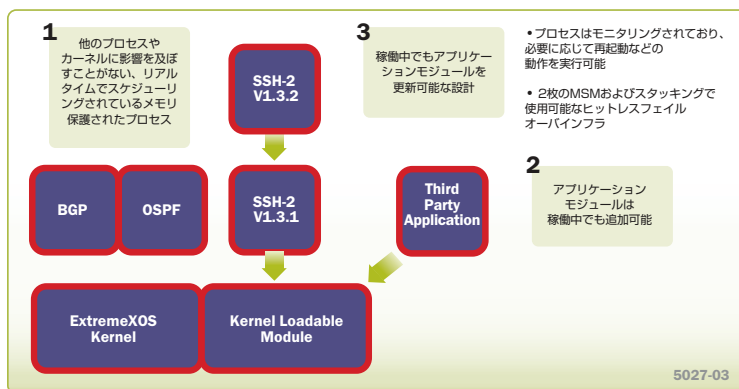 1
他のプロセスや
カーネルに影響を及ぼ
すことがない、リアル
タイムでスケジューリ
ングされているメモリ
保護されたプロセス
SSH-2
V1.3.2
3
稼働中でもアプリケー
ションモジュールを
更新可能な設計
•プロセスはモニタリングされており、
必要に応じて再起動などの
動作を実行可能
• 2枚のMSMおよびスタッキングで
使用可能なヒットレスフェイル
オーバインフラ
BGP
OSPF
SSH-2
V1.3.1
Third
Party
Application
2
アプリケーション
モジュールは
稼働中でも追加可能
ExtremeXOS
Kernel
Kernel Loadable
Module
5027-03